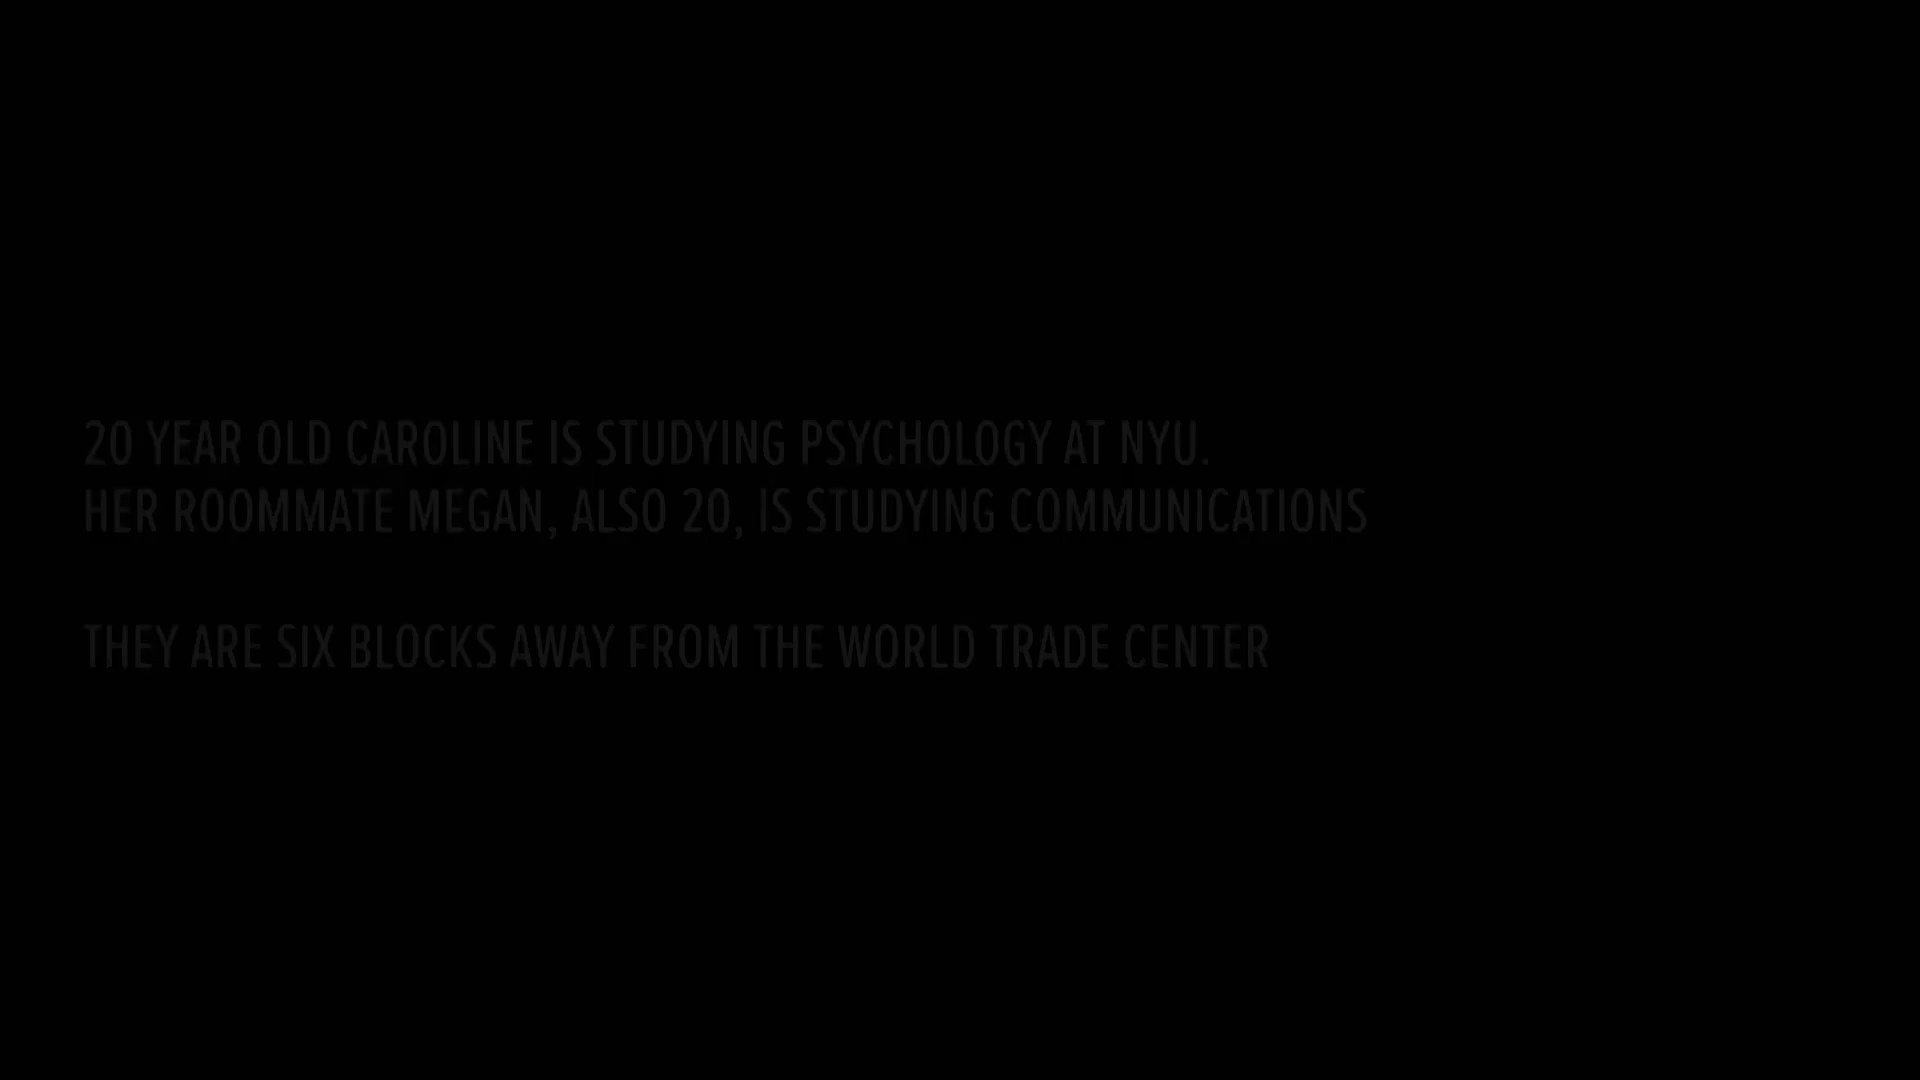 20 YEAR OLD CAROLINE IS STUDYING PSYCHOLOGY AT NYU.
HER ROOMMATE MEGAN, ALSO 20, IS STUDYING COMMUNICATIONS
THEY ARE SIX BLOCKS AWAY FROM THE WORLD TRADE CENTER